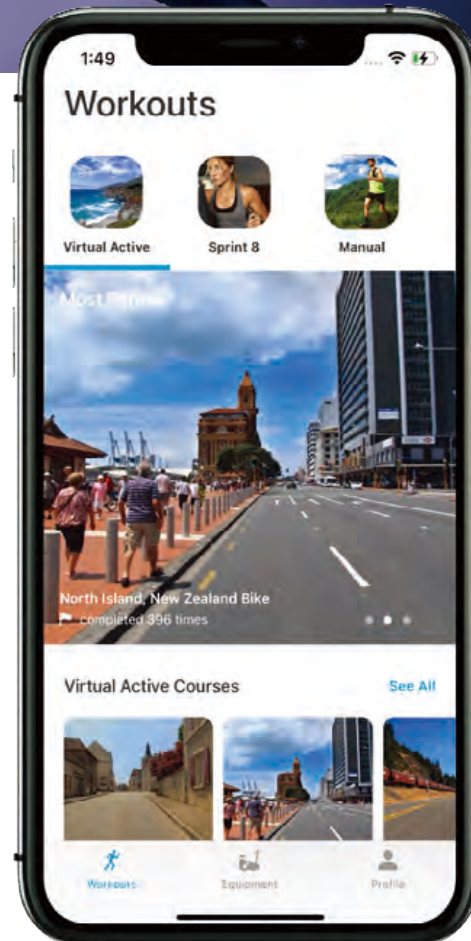 1:49
Workouts
Virtual Active
Sprint 8
Manual
Most
North Island, New Zealand Bike
completed 396 times
Virtual Active Courses
See All
Workouts
Equipment
Profile